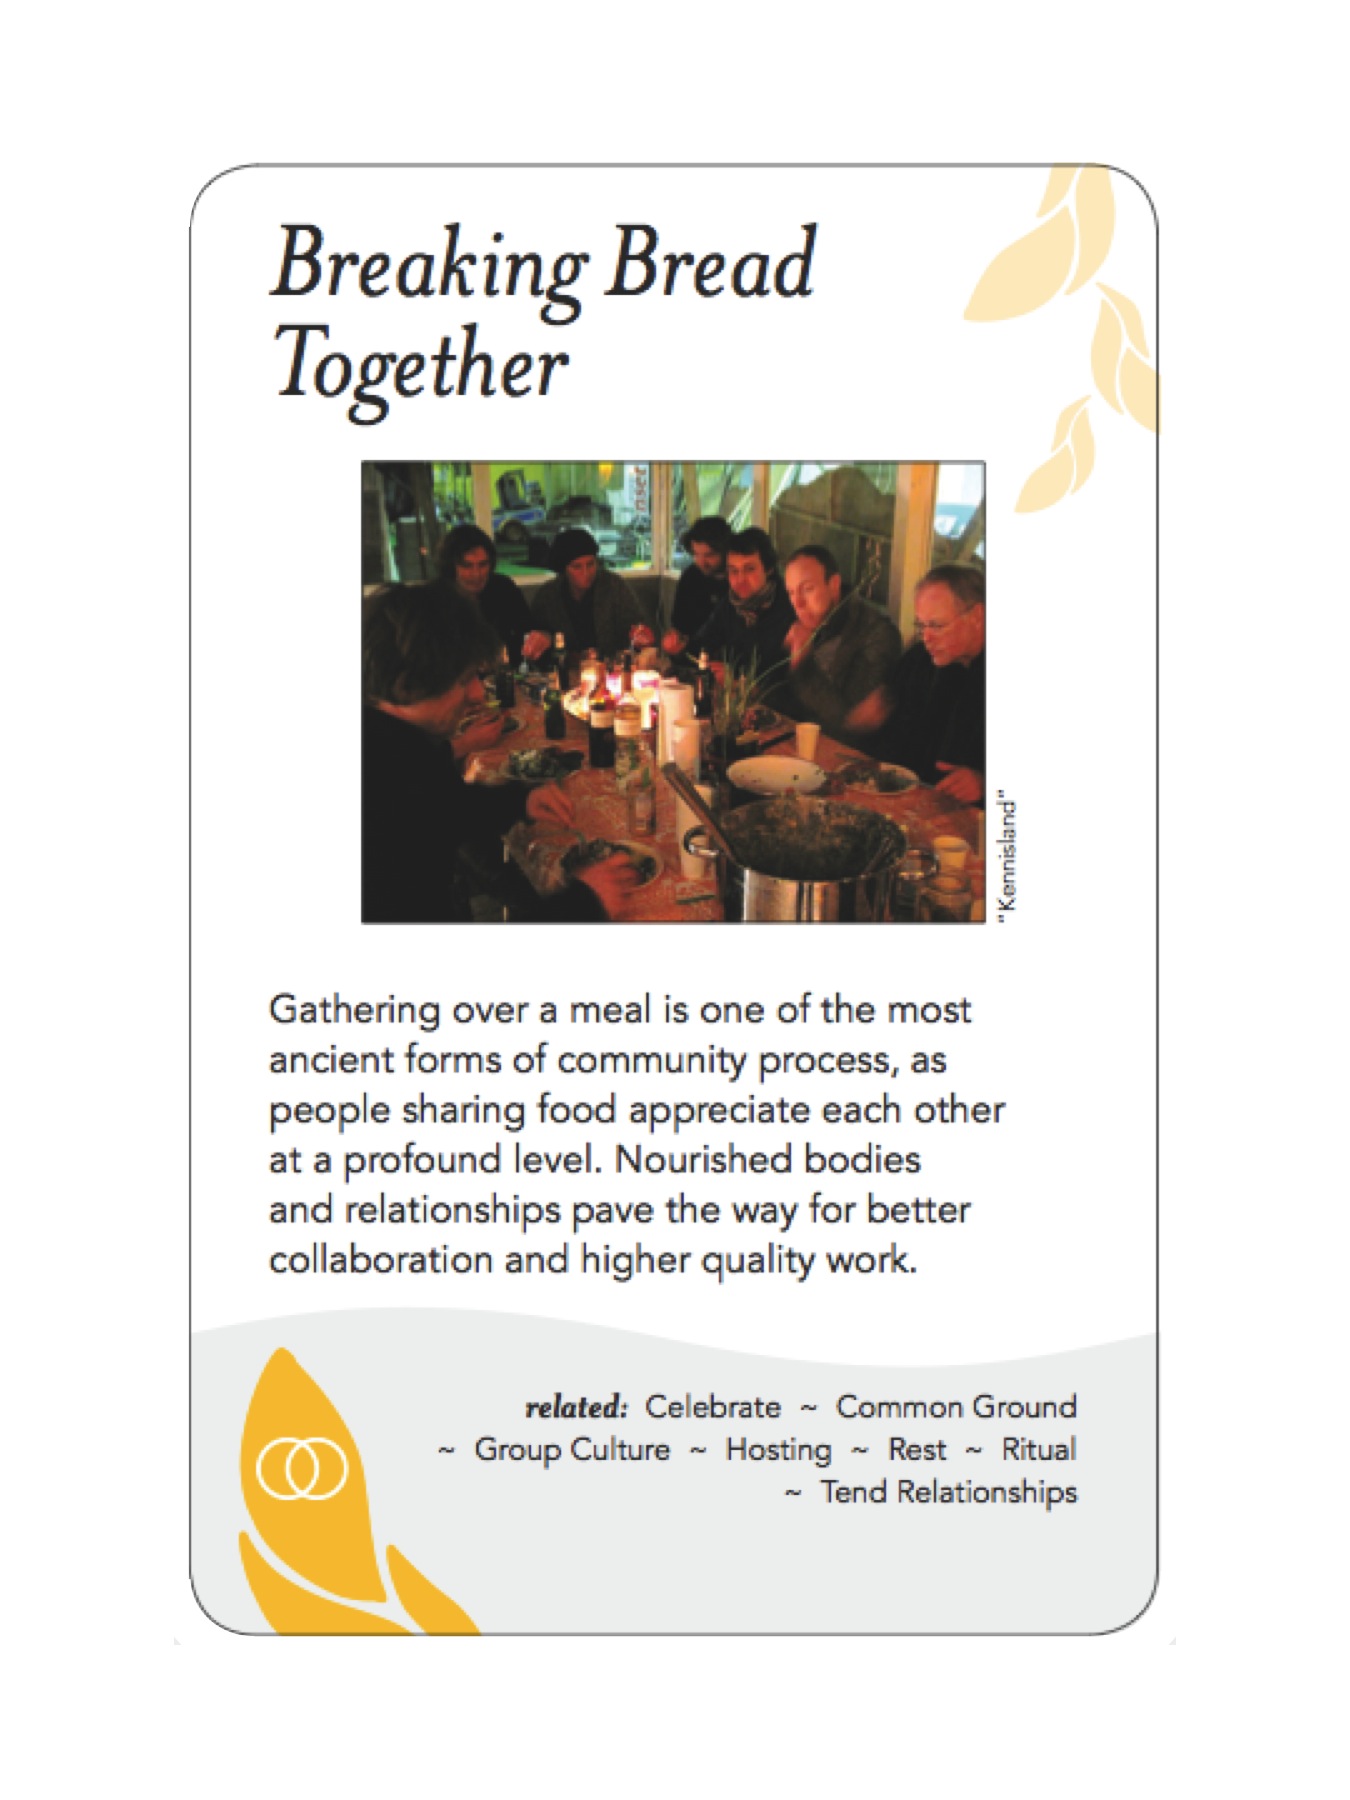 Breaking Bread
Together
nsec
"Kennisland"
Gathering over a meal is one of the most
ancient forms of community process, as
people sharing food appreciate each other
at a profound level. Nourished bodies
and relationships pave the way for better
collaboration and higher quality work.
related: Celebrate ~ Common Ground
~ Group Culture ~ Hosting ~ Rest ~ Ritual
~ Tend Relationships